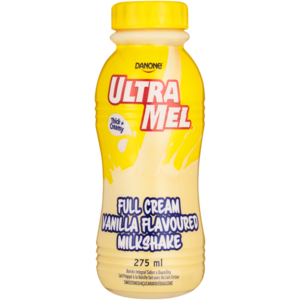 DANONE
ULTRA
MEL
Thick &
Creamy
FULL CREAM
VANILLA FLAVOURED
MILKSHAKE
275 ml